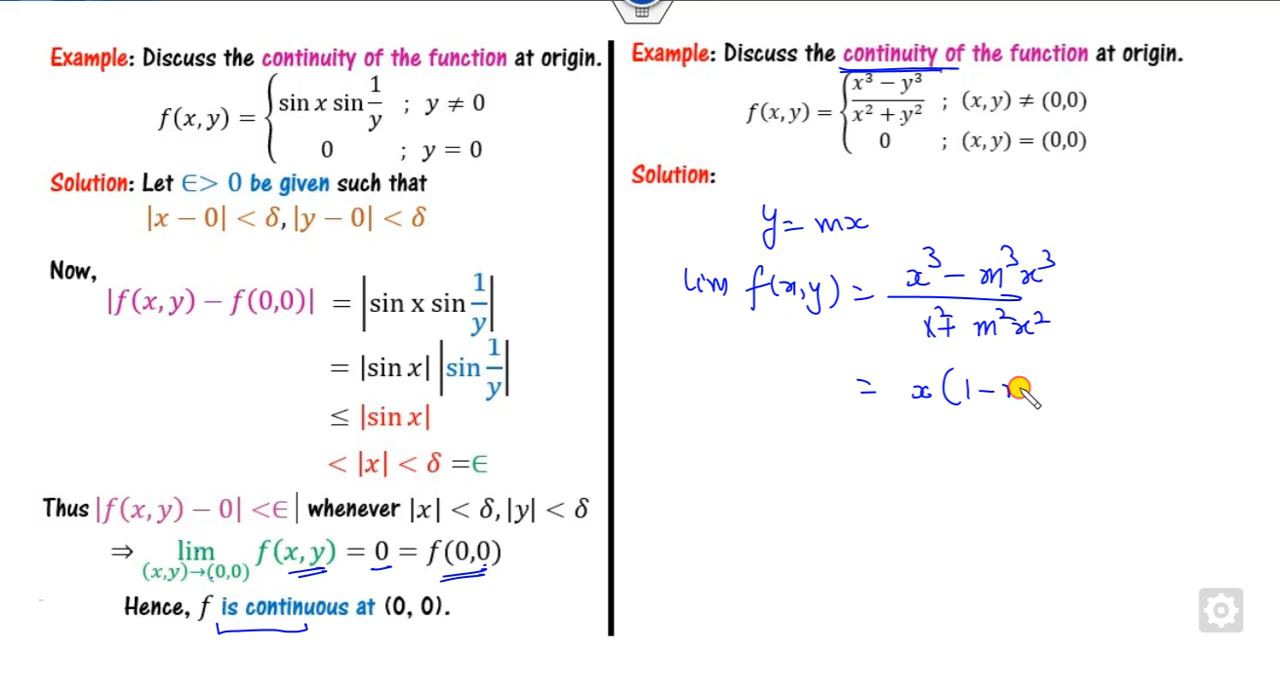 Example: Discuss the continuity of the function at origin.
f(x, y) = { sin x sin 1/y ; y ≠ 0
0 ; y = 0
Solution: Let ∈> 0 be given such that
|x − 0| < δ, |y − 0| < δ
Now,
|f(x, y) − f(0,0)| = |sin x sin 1/y|
= |sin x| |sin 1/y|
≤ |sin x|
< |x| < δ =∈
Thus |f(x, y) − 0| <∈| whenever |x| < δ, |y| < δ
⇒ lim (x,y)→(0,0) f(x, y) = 0 = f(0,0)
Hence, f is continuous at (0, 0).
Example: Discuss the continuity of the function at origin.
f(x, y) = { x³ − y³ / x² + y² ; (x, y) ≠ (0,0)
0 ; (x, y) = (0,0)
Solution:
y = mx
lim f(x,y) = x³ − m³x³ / x² + m²x²
= x(1 −